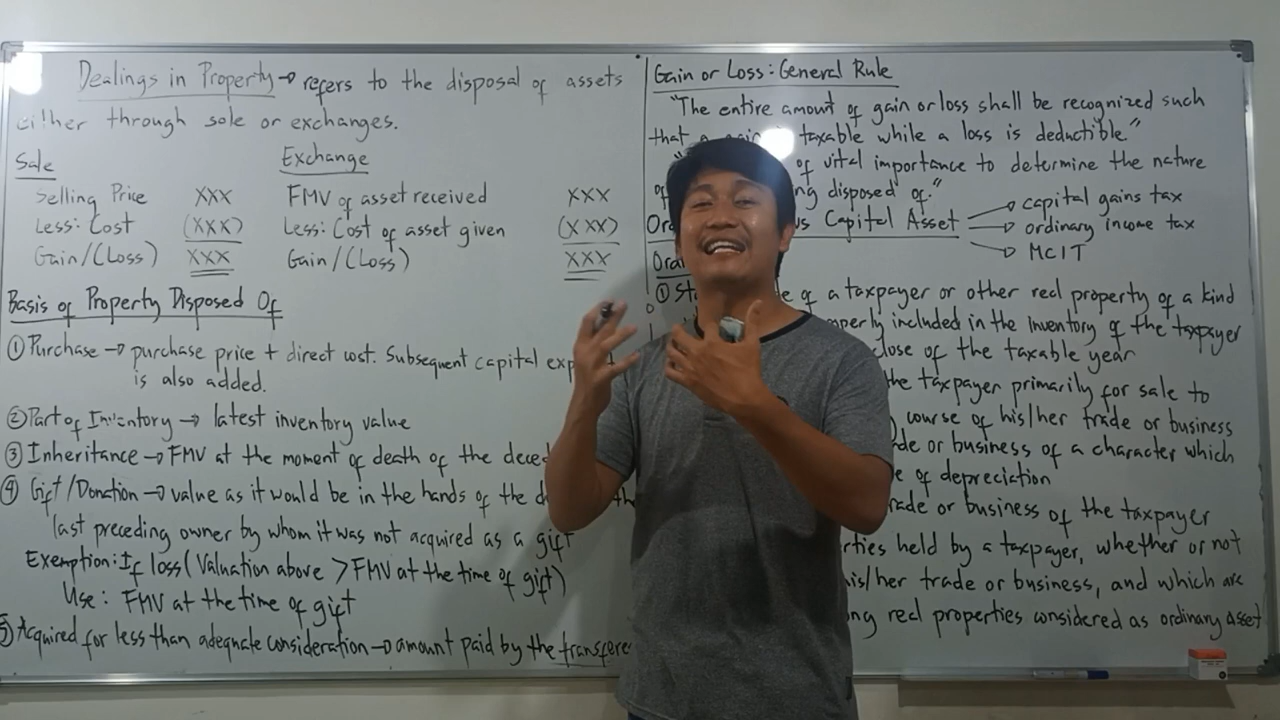 Dealings in Property → refers to the disposal of assets
either through sale or exchanges.
Sale
Exchange
Selling Price XXX FMV of asset received XXX
Less: Cost (XXX) Less: Cost of asset given (XXX)
Gain/(Loss) XXX Gain/(Loss) XXX
Basis of Property Disposed Of
① Purchase → purchase price + direct cost. Subsequent capital
is also added.
② Part of Inventory → latest inventory value
③ Inheritance → FMV at the moment of death of the
④ Gift/Donation → value as it would be in the hands of the
last preceding owner by whom it was not acquired as a gift
Exemption: If loss (Valuation above > FMV at the time of gift)
Use: FMV at the time of gift
⑤ Acquired for less than adequate consideration → amount paid by the
Gain or Loss: General Rule
"The entire amount of gain or loss shall be recognized such
that a taxable while a loss is deductible"
of vital importance to determine the nature
disposed of."
Capital Asset → capital gains tax
→ ordinary income tax
→ MCIT
① of a taxpayer or other real property of a kind
included in the inventory of the taxpayer
close of the taxable year
the taxpayer primarily for sale to
course of his/her trade or business
or business of a character which
of depreciation
or business of the taxpayer
held by a taxpayer, whether or not
his/her trade or business, and which are
real properties considered as ordinary asset